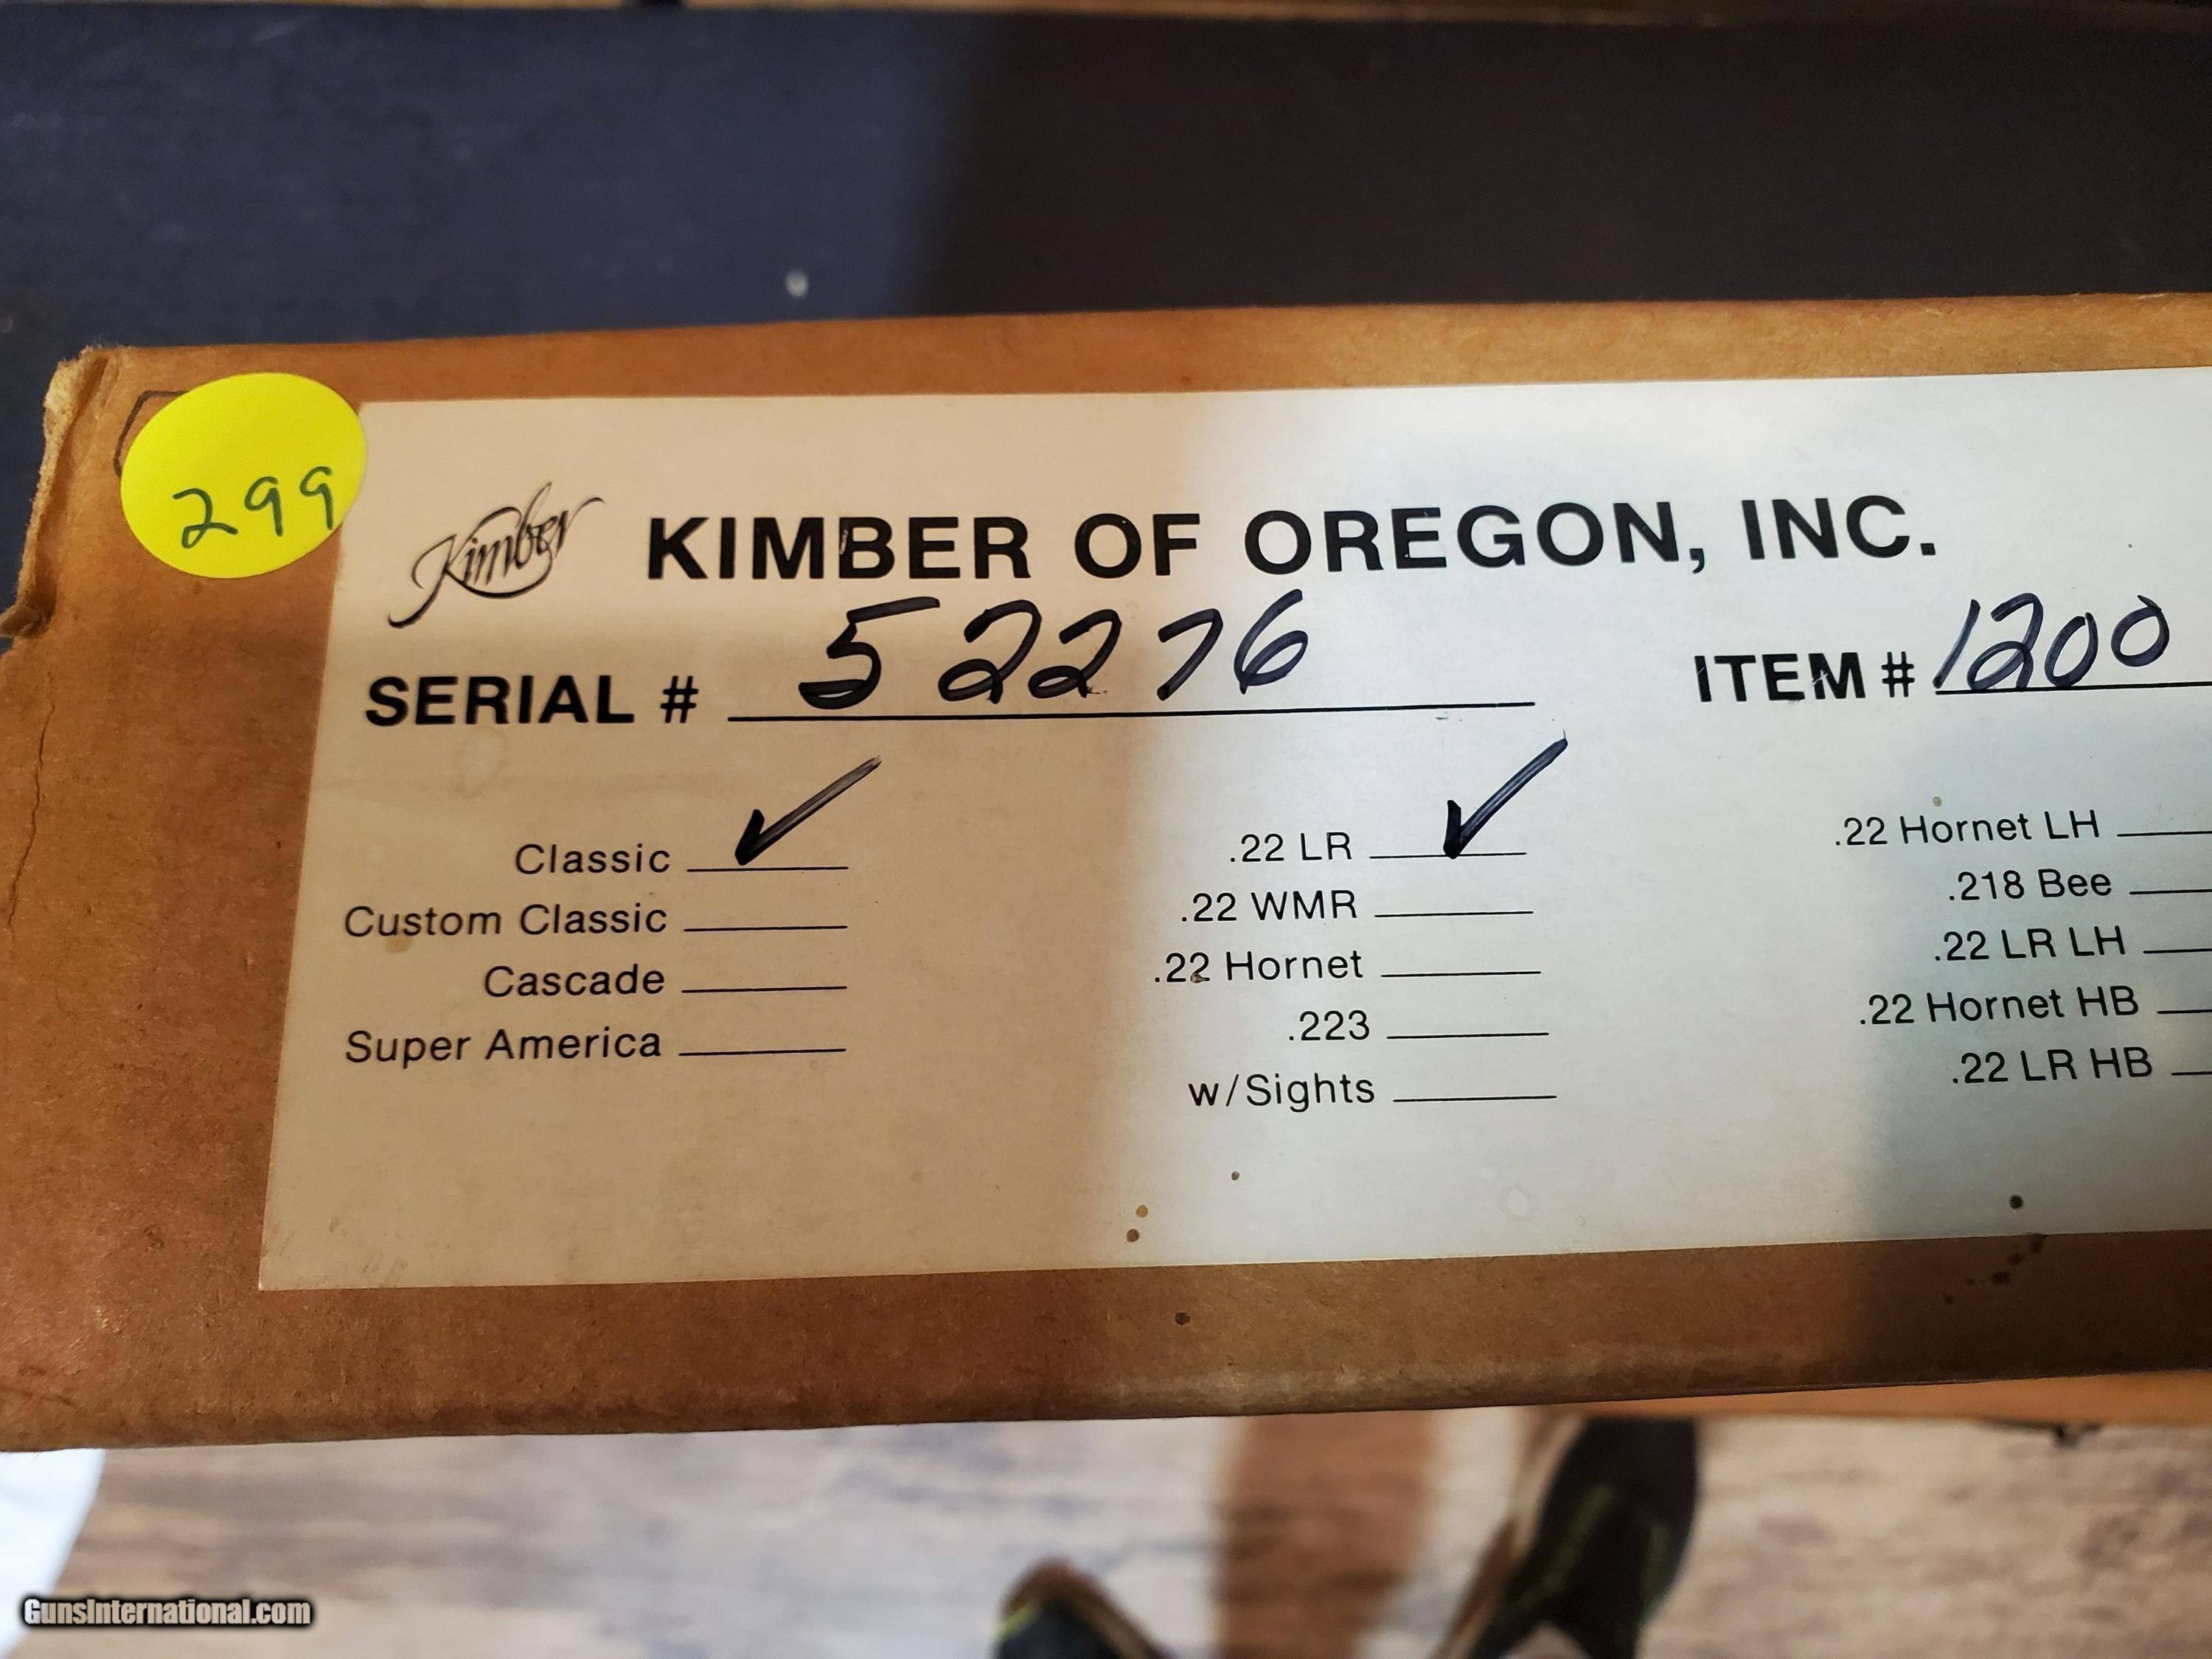 299
Kimber KIMBER OF OREGON, INC.
SERIAL # 52276 ITEM # 1200
Classic ✓ .22 LR ✓ .22 Hornet LH
Custom Classic .22 WMR .218 Bee
Cascade .22 Hornet .22 LR LH
Super America .223 .22 Hornet HB
w/Sights .22 LR HB
GunsInternational.com